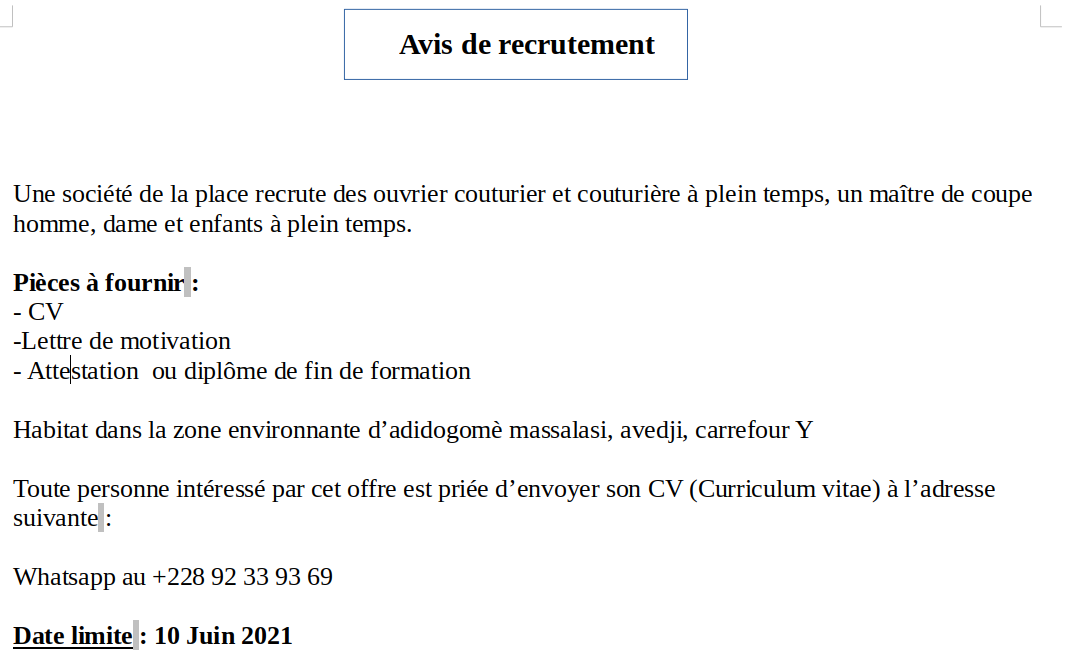 Avis de recrutement
Une société de la place recrute des ouvrier couturier et couturière à plein temps, un maître de coupe
homme, dame et enfants à plein temps.
Pièces à fournir :
- CV
-Lettre de motivation
- Attestation  ou diplôme de fin de formation
Habitat dans la zone environnante d’adidogomè massalasi, avedji, carrefour Y
Toute personne intéressé par cet offre est priée d’envoyer son CV (Curriculum vitae) à l’adresse
suivante :
Whatsapp au +228 92 33 93 69
Date limite : 10 Juin 2021